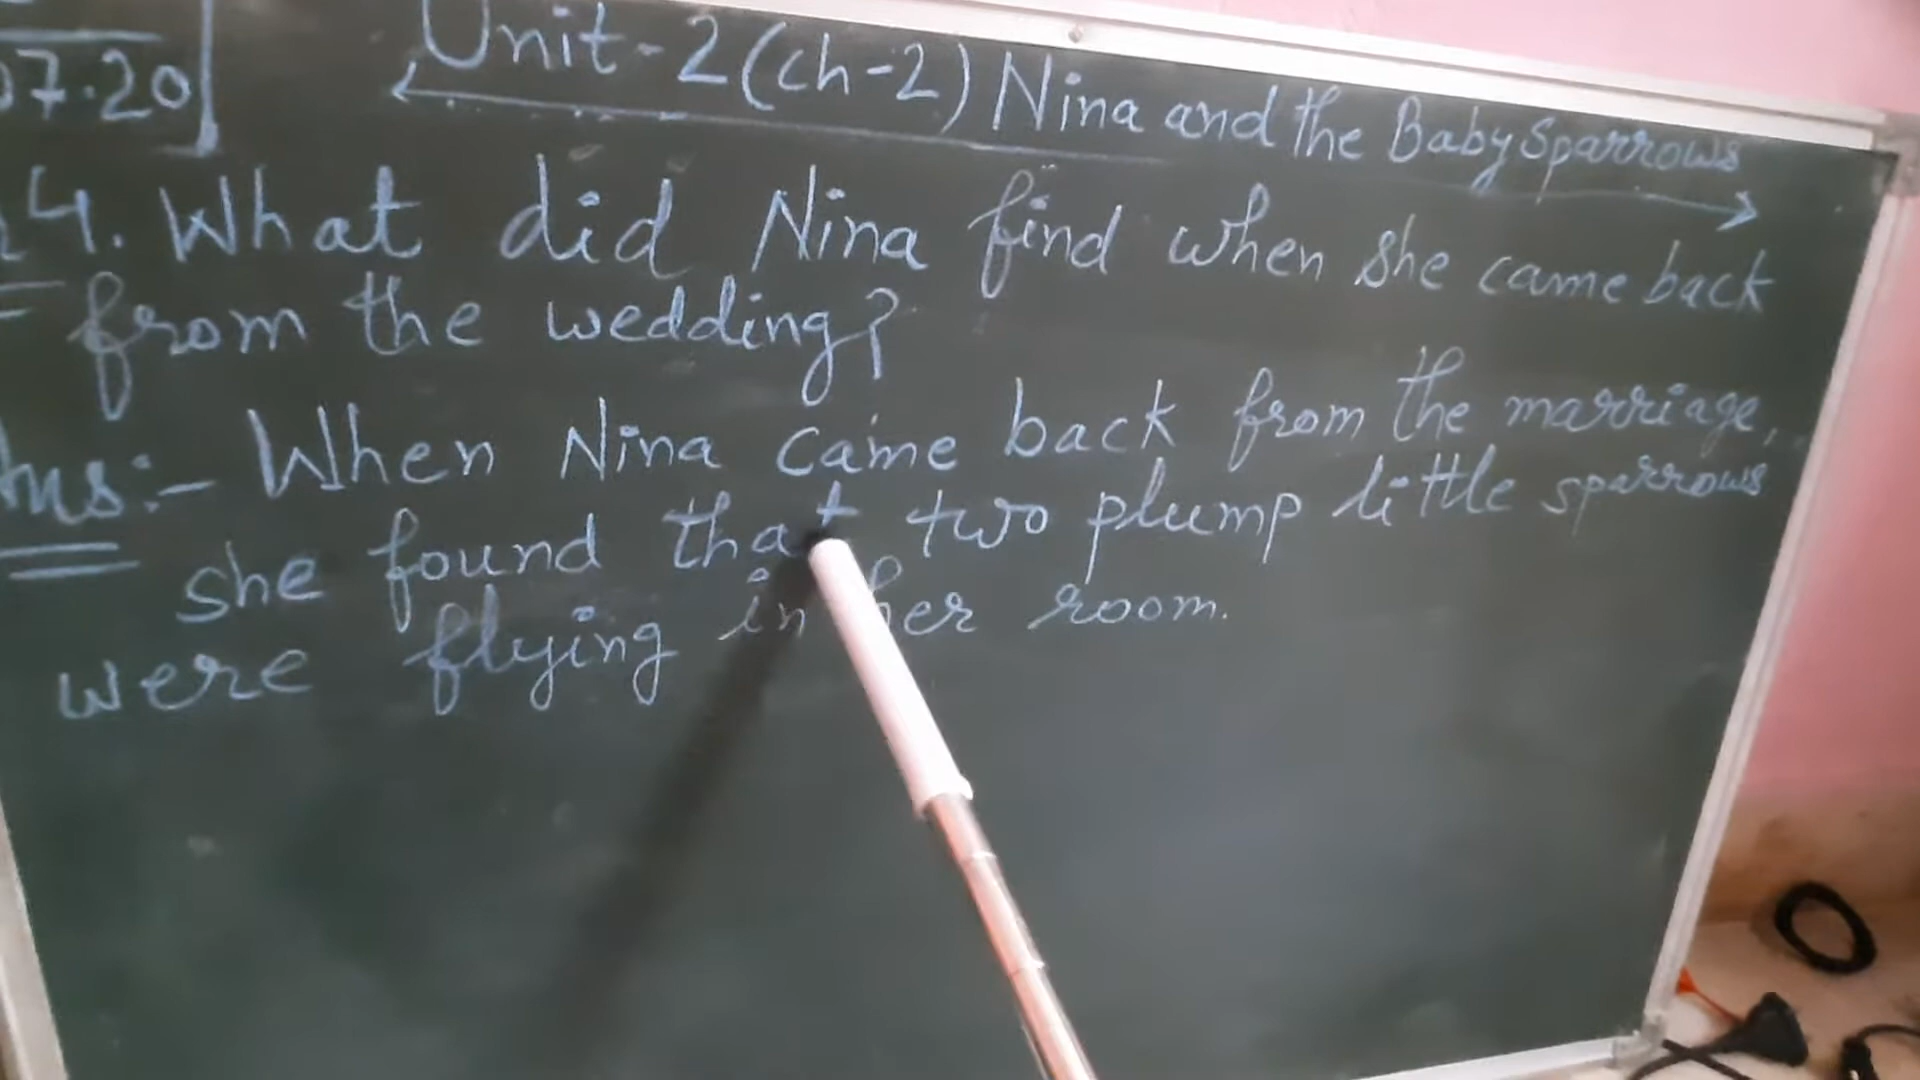 07.20
Unit-2 (ch-2) Nina and the Baby Sparrows
4. What did Nina find when she came back
from the wedding?
Ans:- When Nina came back from the marriage,
she found that two plump little sparrows
were flying in her room.